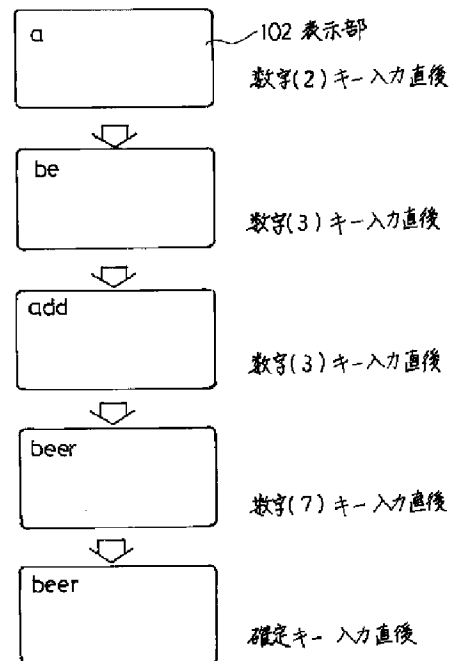 a
102 表示部
数字(2)キー入力直後
be
数字(3)キー入力直後
add
数字(3)キー入力直後
beer
数字(7)キー入力直後
beer
確定キー 入力直後